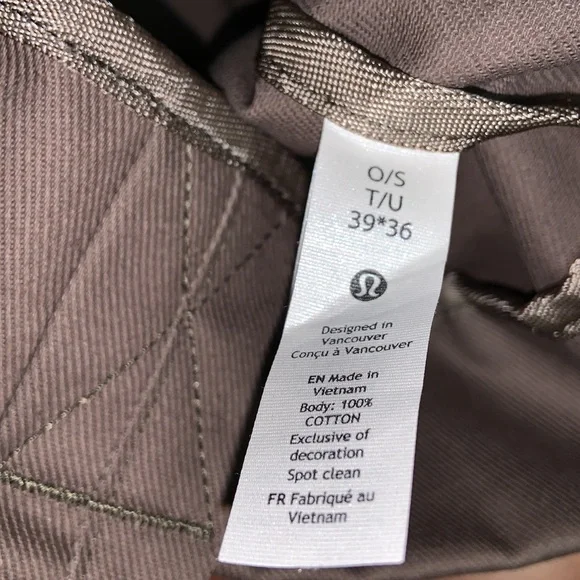 O/S
T/U
39*36
Designed in
Vancouver
Conçu à Vancouver
EN Made in
Vietnam
Body: 100%
COTTON
Exclusive of
decoration
Spot clean
FR Fabriqué au
Vietnam